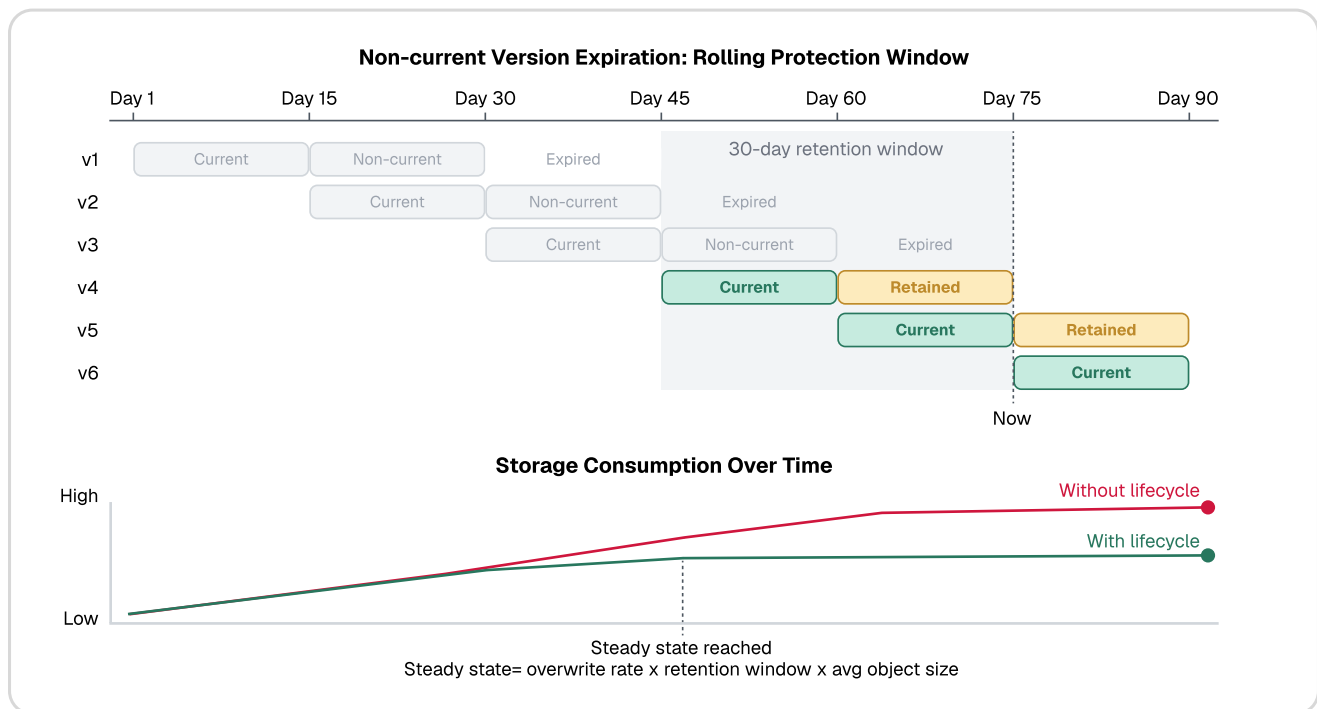 Non-current Version Expiration: Rolling Protection Window
Day 1 Day 15 Day 30 Day 45 Day 60 Day 75 Day 90
30-day retention window
v1 Current Non-current Expired
v2 Current Non-current Expired
v3 Current Non-current Expired
v4 Current Retained
v5 Current Retained
v6 Current
Now
Storage Consumption Over Time
High
Without lifecycle
With lifecycle
Low
Steady state reached
Steady state= overwrite rate x retention window x avg object size